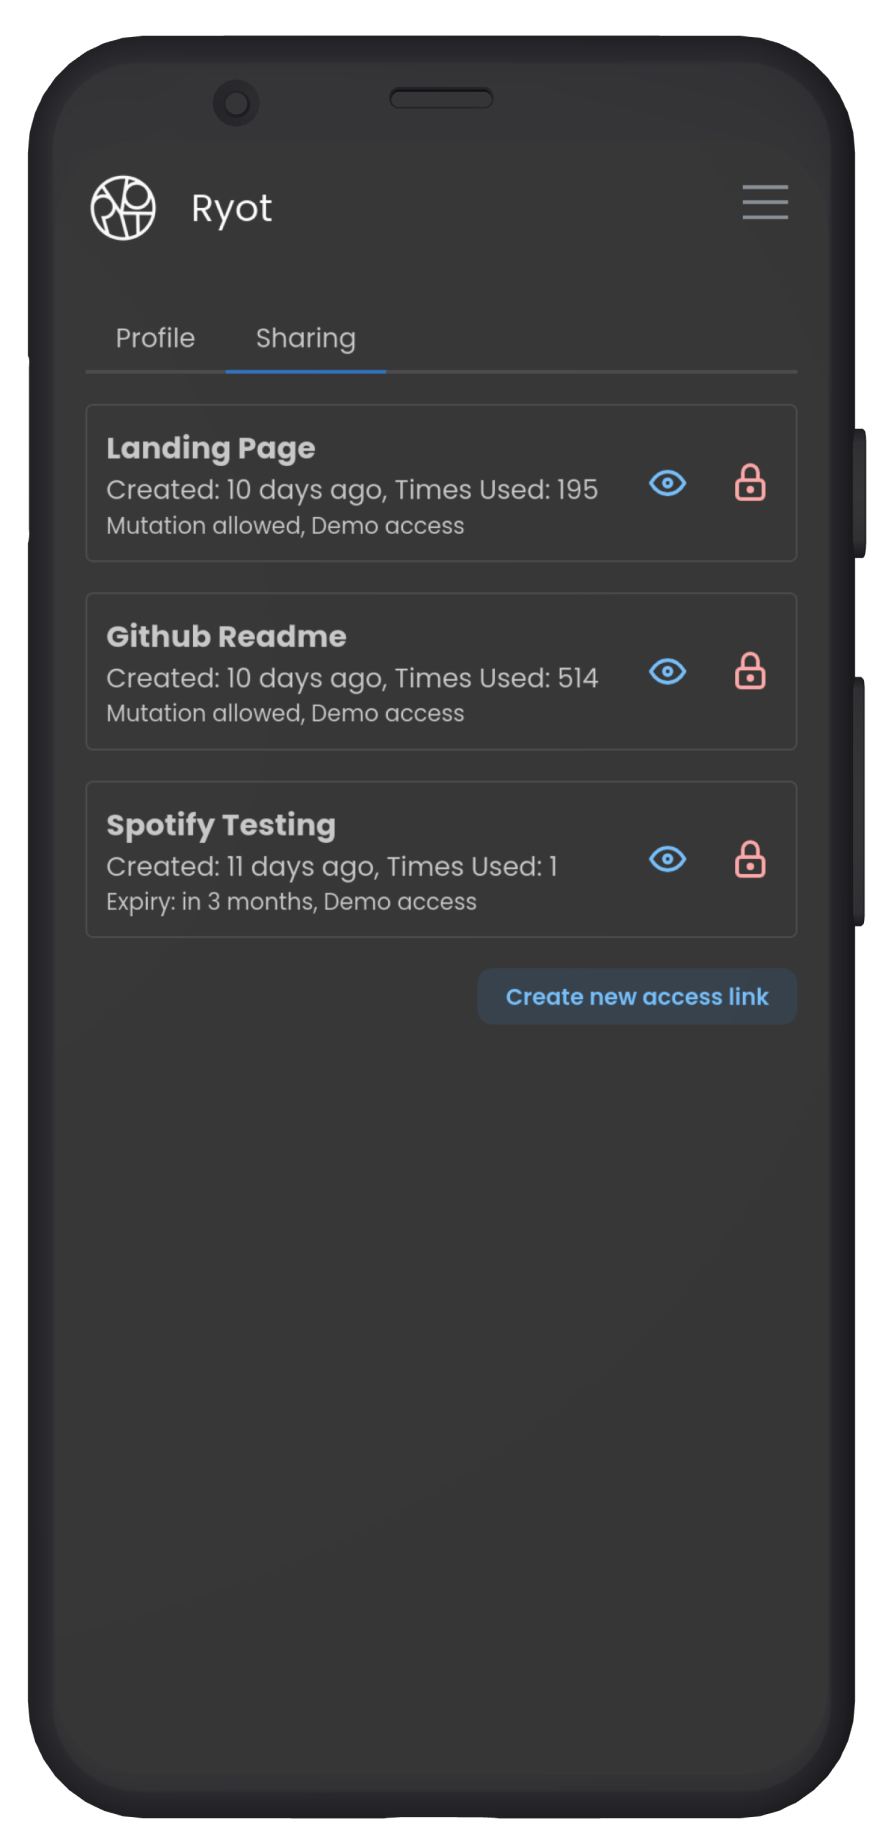 Ryot
Profile Sharing
Landing Page
Created: 10 days ago, Times Used: 195
Mutation allowed, Demo access
Github Readme
Created: 10 days ago, Times Used: 514
Mutation allowed, Demo access
Spotify Testing
Created: 11 days ago, Times Used: 1
Expiry: in 3 months, Demo access
Create new access link